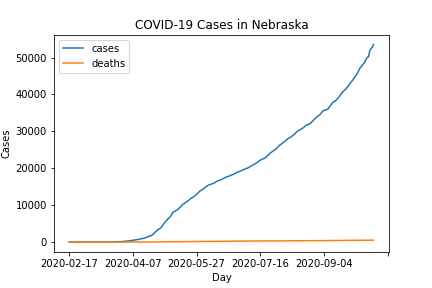 COVID-19 Cases in Nebraska
cases
deaths
50000
40000
30000
20000
10000
0
Cases
2020-02-17 2020-04-07 2020-05-27 2020-07-16 2020-09-04
Day